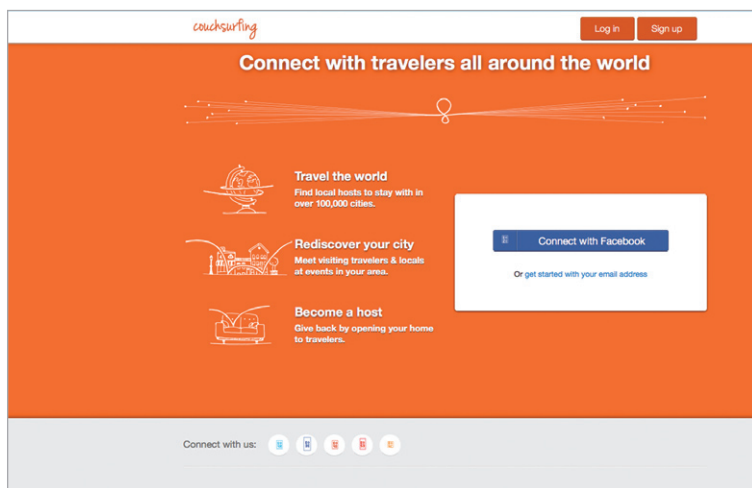 couchsurfing
Log in
Sign up
Connect with travelers all around the world
Travel the world
Find local hosts to stay with in
over 100,000 cities.
Rediscover your city
Meet visiting travelers & locals
at events in your area.
Become a host
Give back by opening your home
to travelers.
Connect with Facebook
Or get started with your email address
Connect with us: